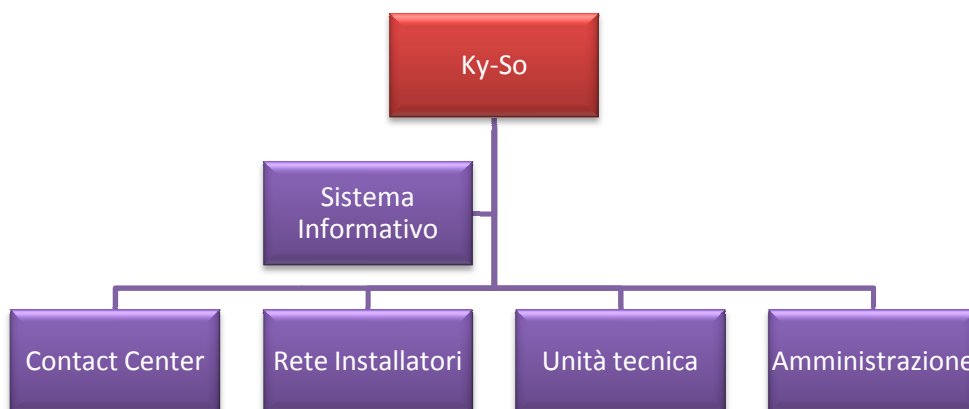 Ky-So
Sistema
Informativo
Contact Center
Rete Installatori
Unità tecnica
Amministrazione